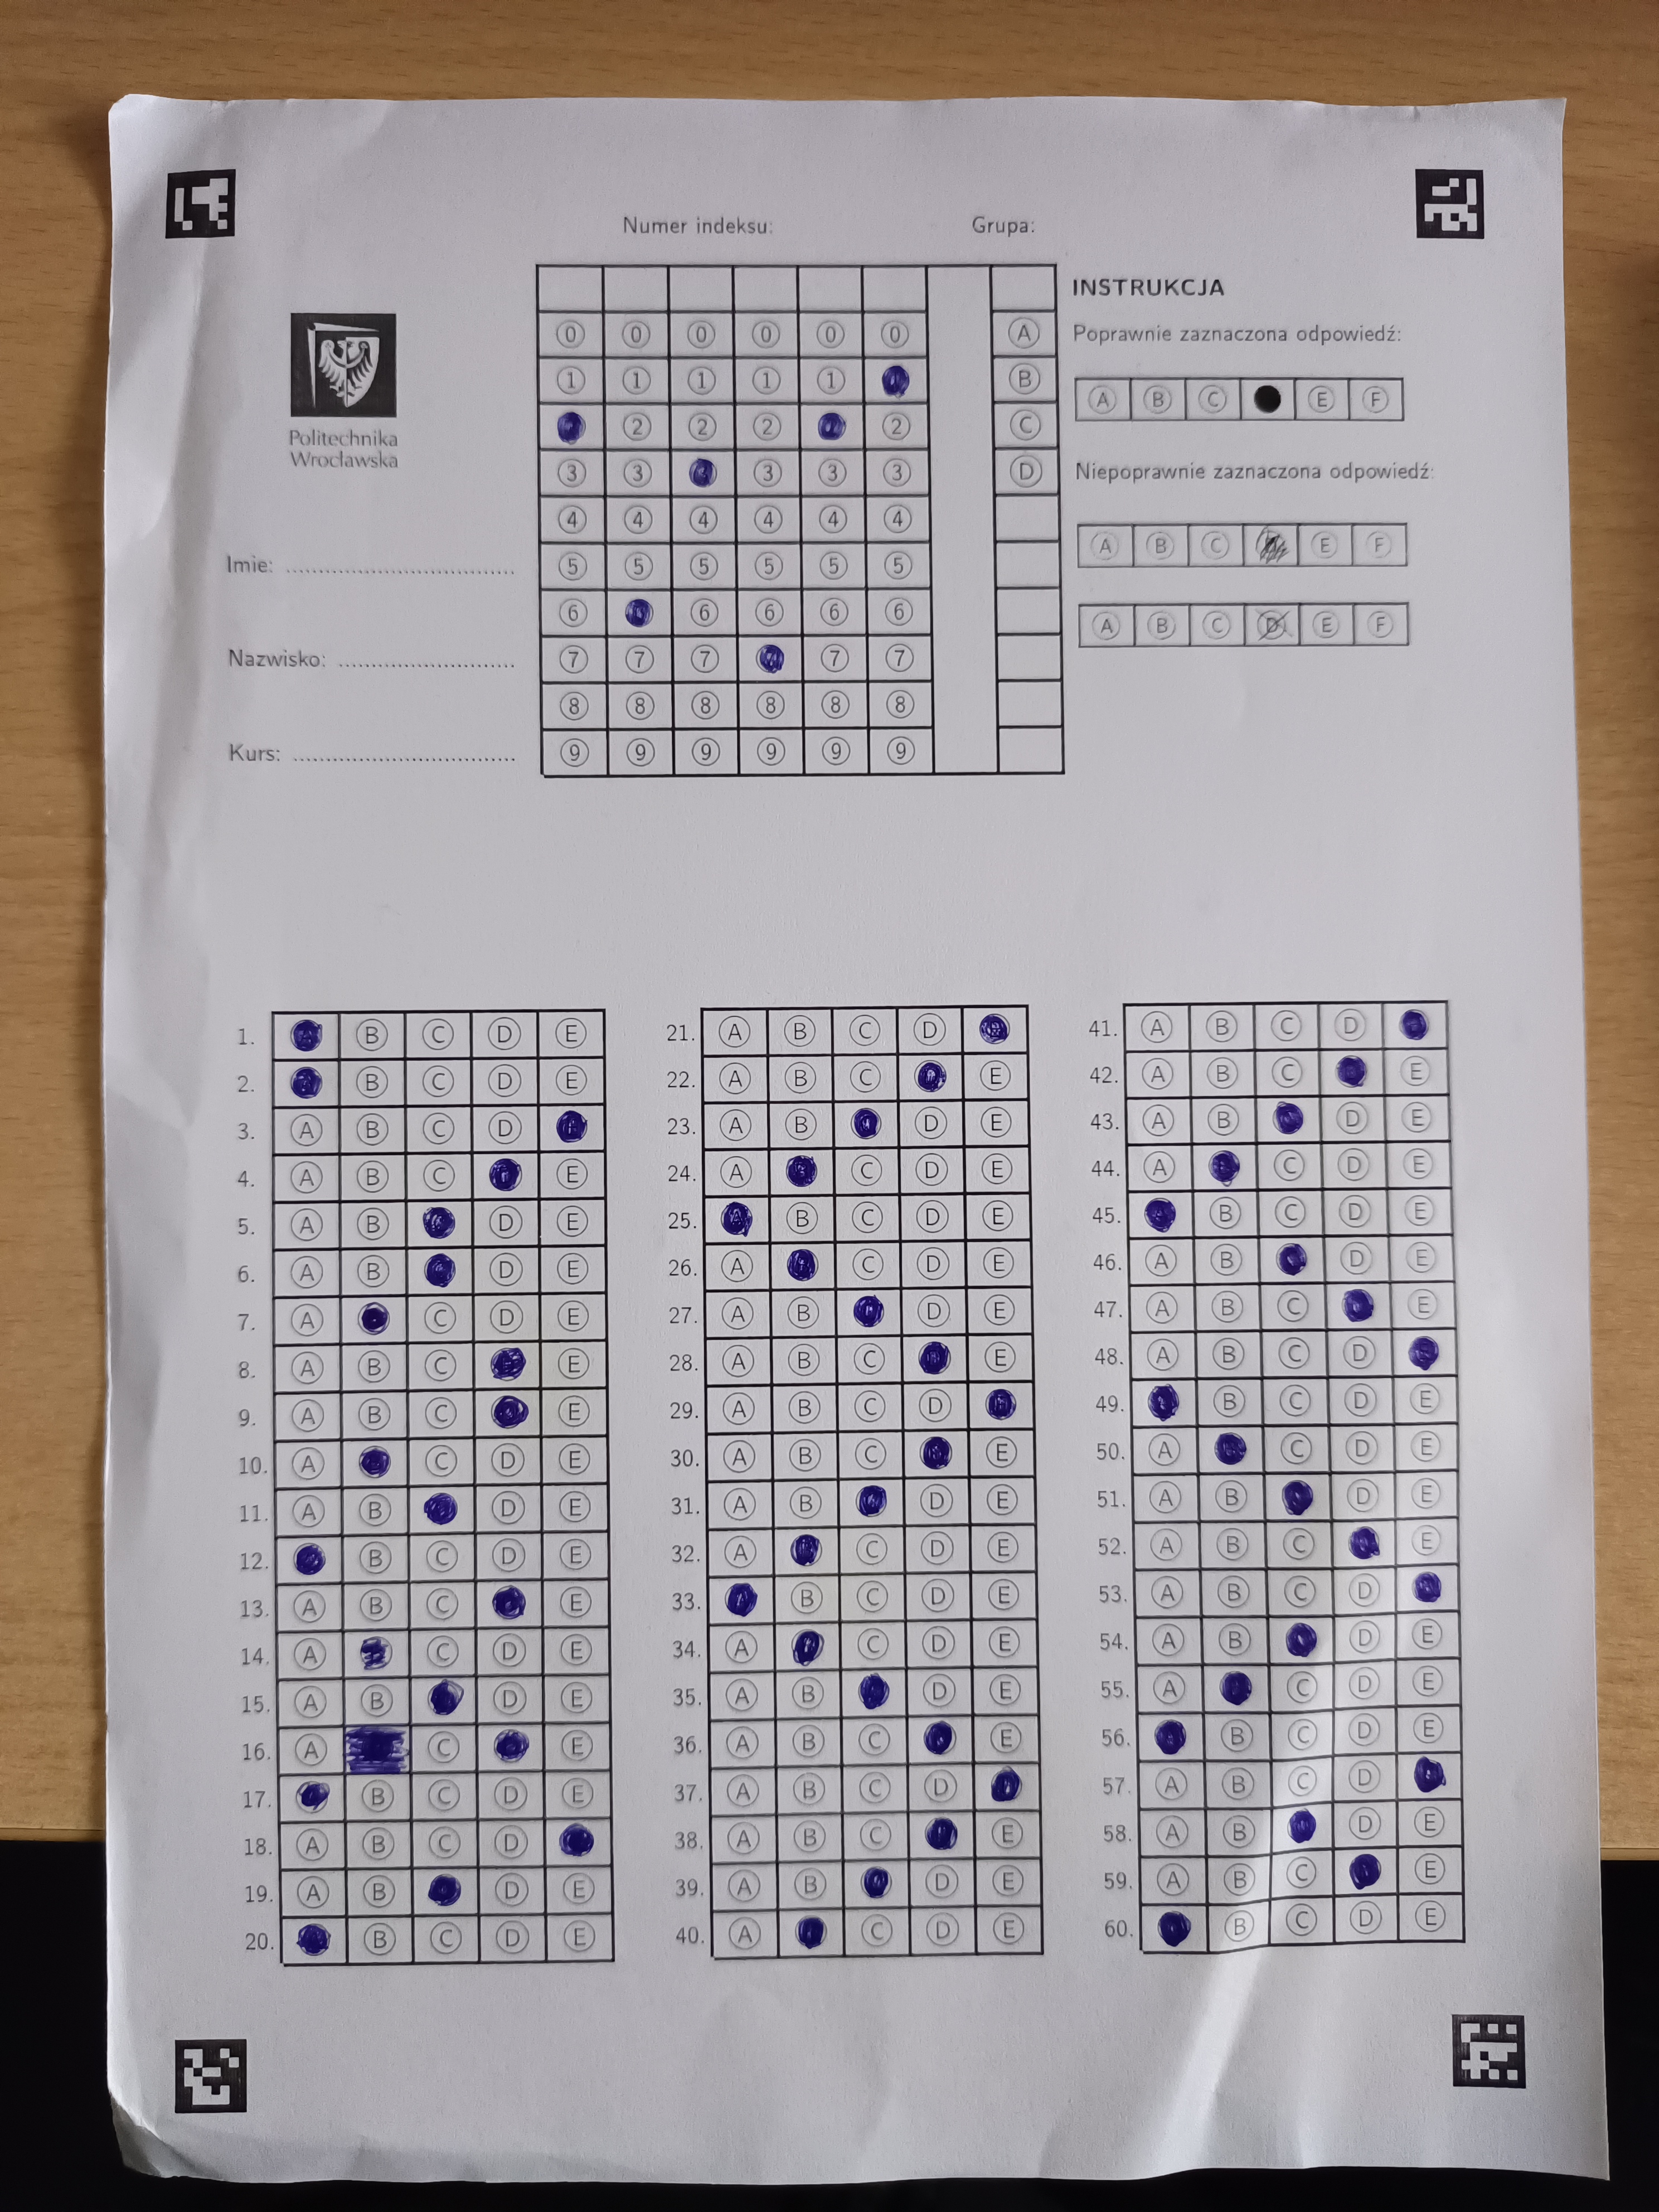 Numer indeksu: Grupa:
INSTRUKCJA
0 0 0 0 0 0 A
Poprawnie zaznaczona odpowiedź:
1 1 1 1 1 B
A B C E F
2 2 2 2 C
Politechnika
Wrocławska
3 3 3 3 3 D
Niepoprawnie zaznaczona odpowiedź:
4 4 4 4 4 4
A B C E F
Imie: ..................................
5 5 5 5 5 5
6 6 6 6 6
A B C D E F
Nazwisko: ..........................
7 7 7 7 7
8 8 8 8 8 8
Kurs: .................................
9 9 9 9 9 9
1. B C D E
2. B C D E
3. A B C D
4. A B C E
5. A B D E
6. A B D E
7. A C D E
8. A B C E
9. A B C E
10. A C D E
11. A B D E
12. B C D E
13. A B C E
14. A C D E
15. A B D E
16. A C E
17. B C D E
18. A B C D
19. A B D E
20. B C D E
21. A B C D
22. A B C E
23. A B D E
24. A C D E
25. A B C D E
26. A C D E
27. A B D E
28. A B C E
29. A B C D
30. A B C E
31. A B D E
32. A C D E
33. B C D E
34. A C D E
35. A B D E
36. A B C E
37. A B C D
38. A B C E
39. A B D E
40. A C D E
41. A B C D
42. A B C E
43. A B D E
44. A C D E
45. B C D E
46. A B D E
47. A B C E
48. A B C D
49. B C D E
50. A C D E
51. A B D E
52. A B C E
53. A B C D
54. A B D E
55. A C D E
56. B C D E
57. A B C D
58. A B D E
59. A B C E
60. B C D E